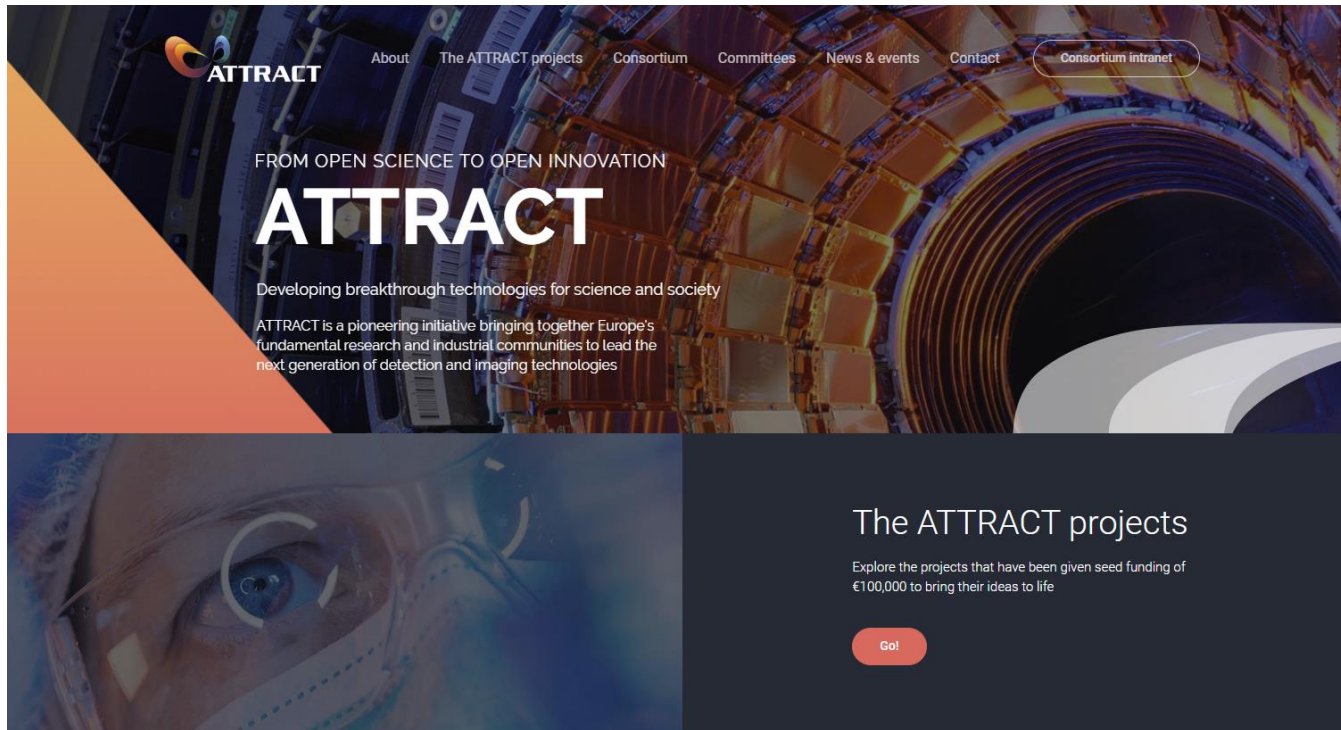 ATTRACT
About
The ATTRACT projects
Consortium
Committees
News & events
Contact
Consortium intranet
FROM OPEN SCIENCE TO OPEN INNOVATION
ATTRACT
Developing breakthrough technologies for science and society
ATTRACT is a pioneering initiative bringing together Europe's
fundamental research and industrial communities to lead the
next generation of detection and imaging technologies
The ATTRACT projects
Explore the projects that have been given seed funding of
€100,000 to bring their ideas to life
Go!